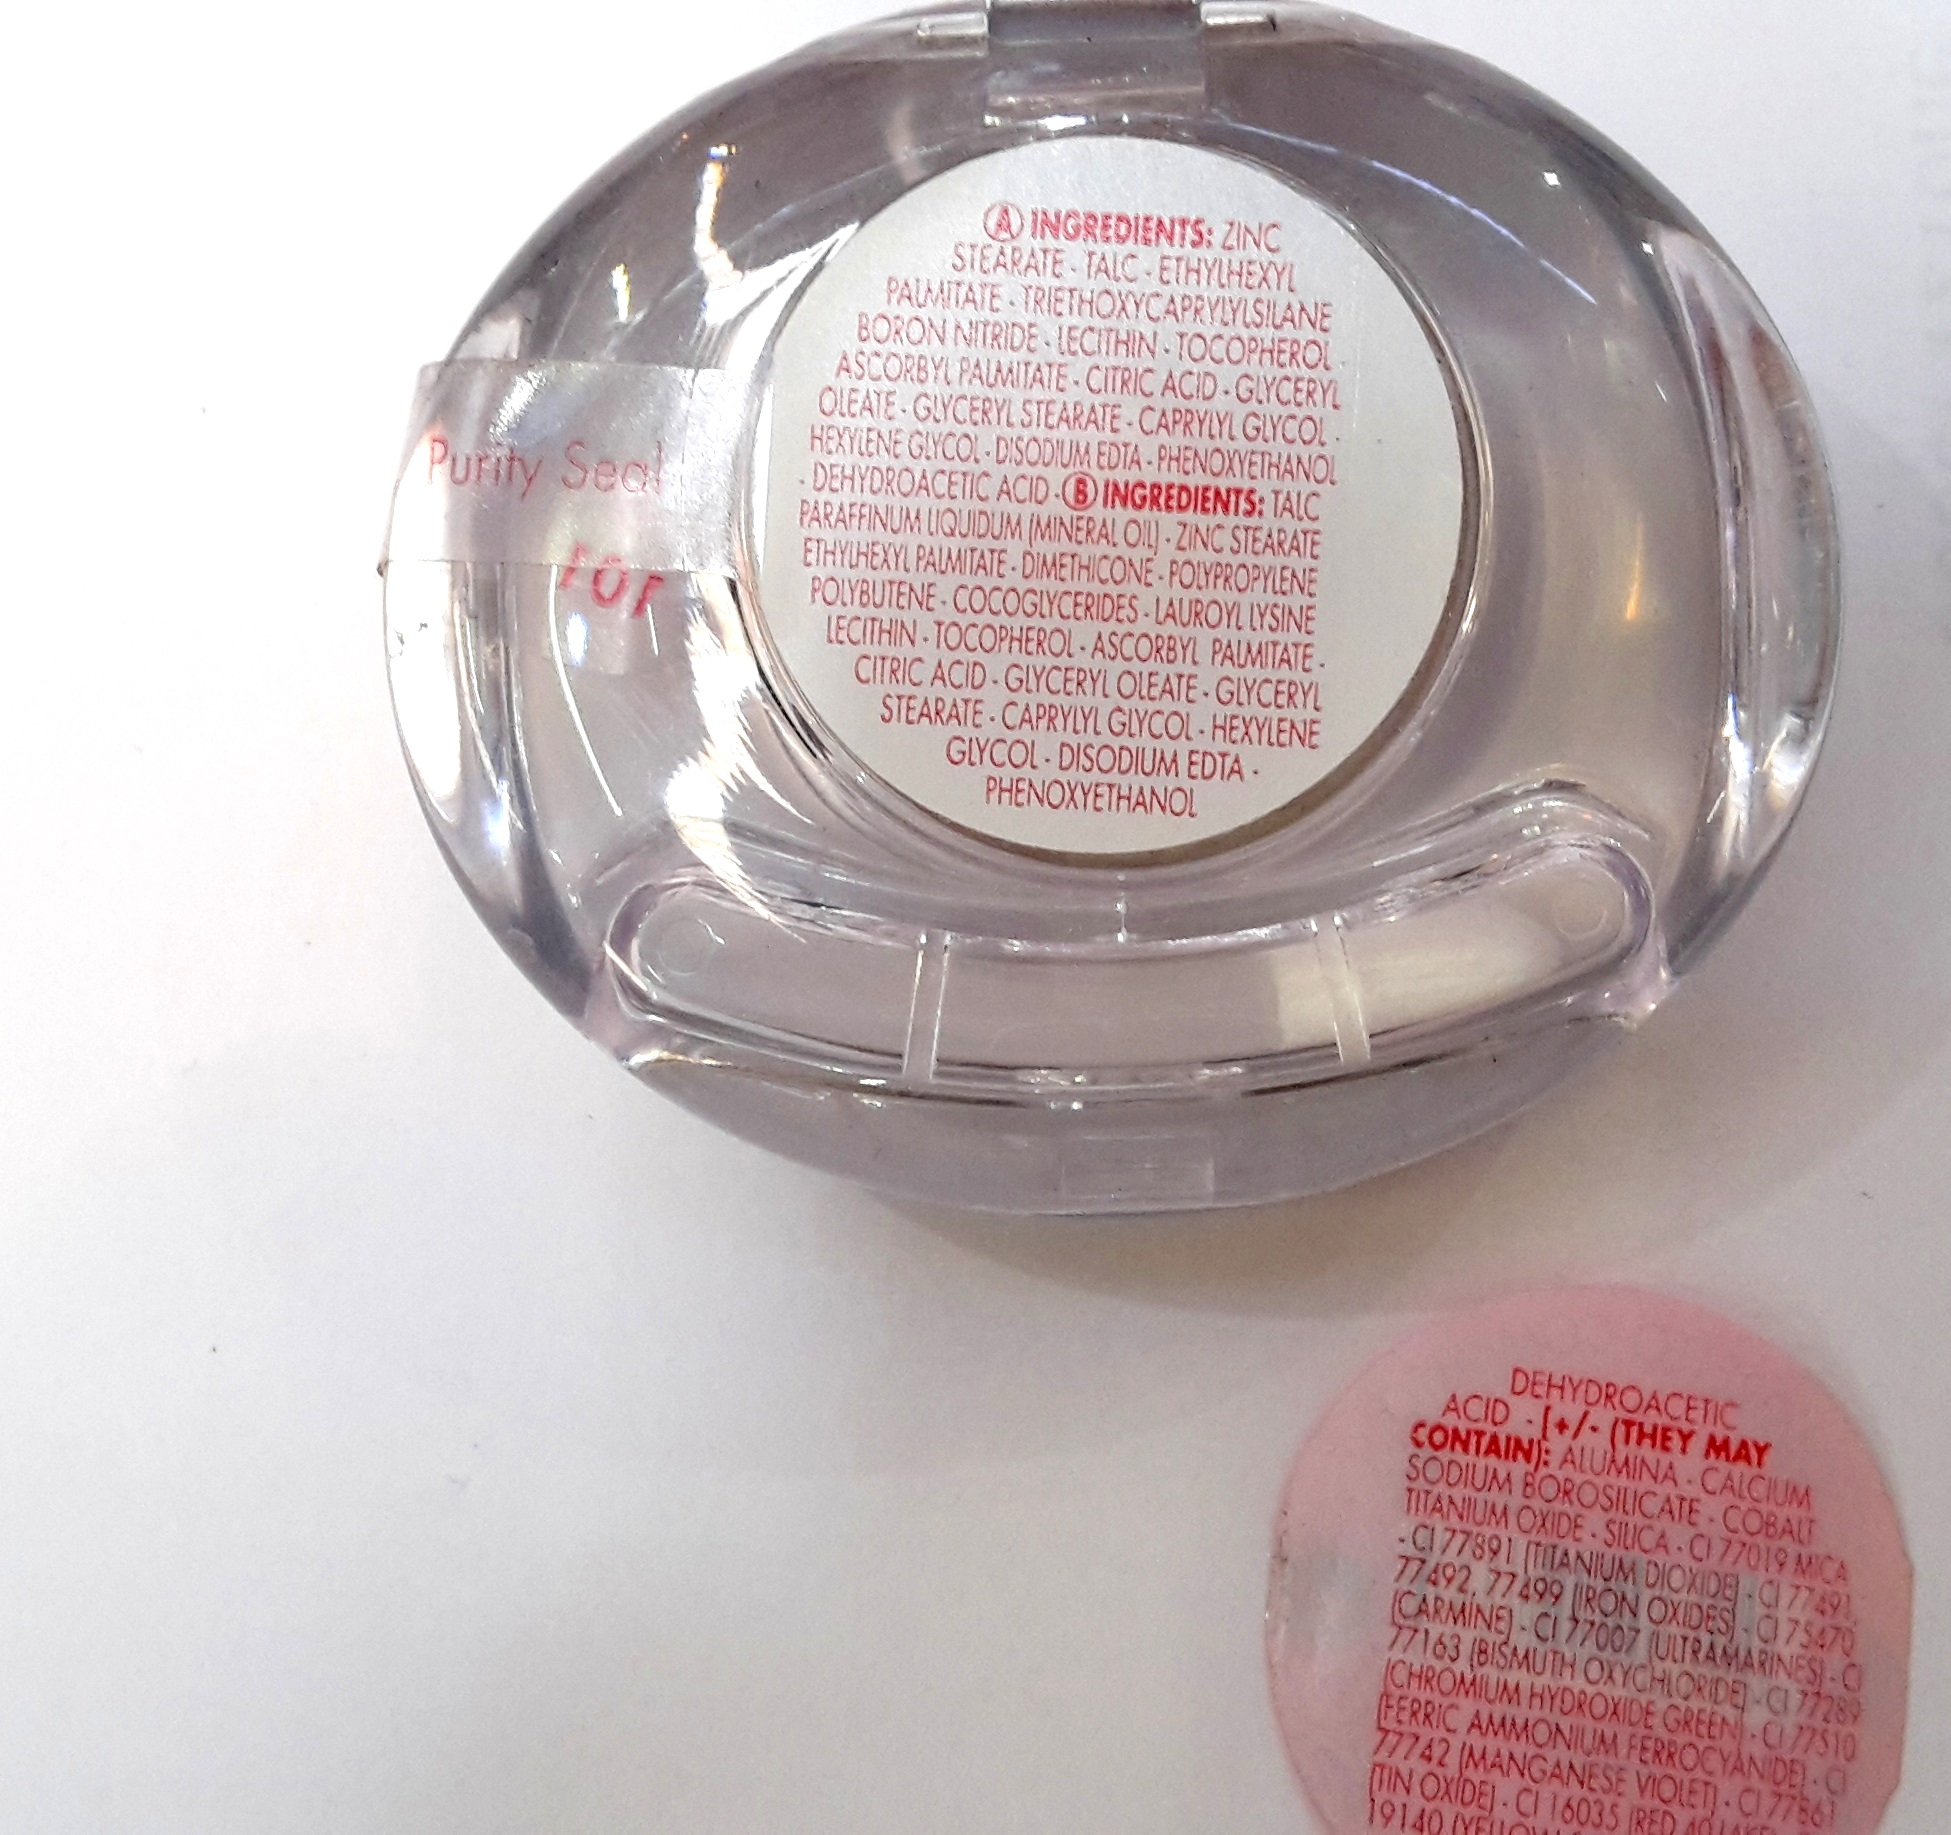 Ⓐ INGREDIENTS: ZINC
STEARATE · TALC · ETHYLHEXYL
PALMITATE · TRIETHOXYCAPRYLYLSILANE
BORON NITRIDE · LECITHIN · TOCOPHEROL ·
ASCORBYL PALMITATE · CITRIC ACID · GLYCERYL
OLEATE · GLYCERYL STEARATE · CAPRYLYL GLYCOL ·
HEXYLENE GLYCOL · DISODIUM EDTA · PHENOXYETHANOL
· DEHYDROACETIC ACID · Ⓑ INGREDIENTS: TALC
PARAFFINUM LIQUIDUM (MINERAL OIL) · ZINC STEARATE
ETHYLHEXYL PALMITATE · DIMETHICONE · POLYPROPYLENE
POLYBUTENE · COCOGLYCERIDES · LAUROYL LYSINE
LECITHIN · TOCOPHEROL · ASCORBYL PALMITATE ·
CITRIC ACID · GLYCERYL OLEATE · GLYCERYL
STEARATE · CAPRYLYL GLYCOL · HEXYLENE
GLYCOL · DISODIUM EDTA ·
PHENOXYETHANOL
Purity Seal
DEHYDROACETIC
ACID · [+/- (THEY MAY
CONTAIN): ALUMINA · CALCIUM
SODIUM BOROSILICATE · COBALT
TITANIUM OXIDE · SILICA · CI 77019 MICA
· CI 77891 (TITANIUM DIOXIDE) · CI 77491,
77492, 77499 (IRON OXIDES) · CI 75470
(CARMINE) · CI 77007 (ULTRAMARINES) · CI
77163 (BISMUTH OXYCHLORIDE) · CI 77289
(CHROMIUM HYDROXIDE GREEN) · CI 77510
(FERRIC AMMONIUM FERROCYANIDE) · CI
77742 (MANGANESE VIOLET) · CI 77861
(TIN OXIDE) · CI 16035 (RED 40 LAKE)
19140 (YELLOW